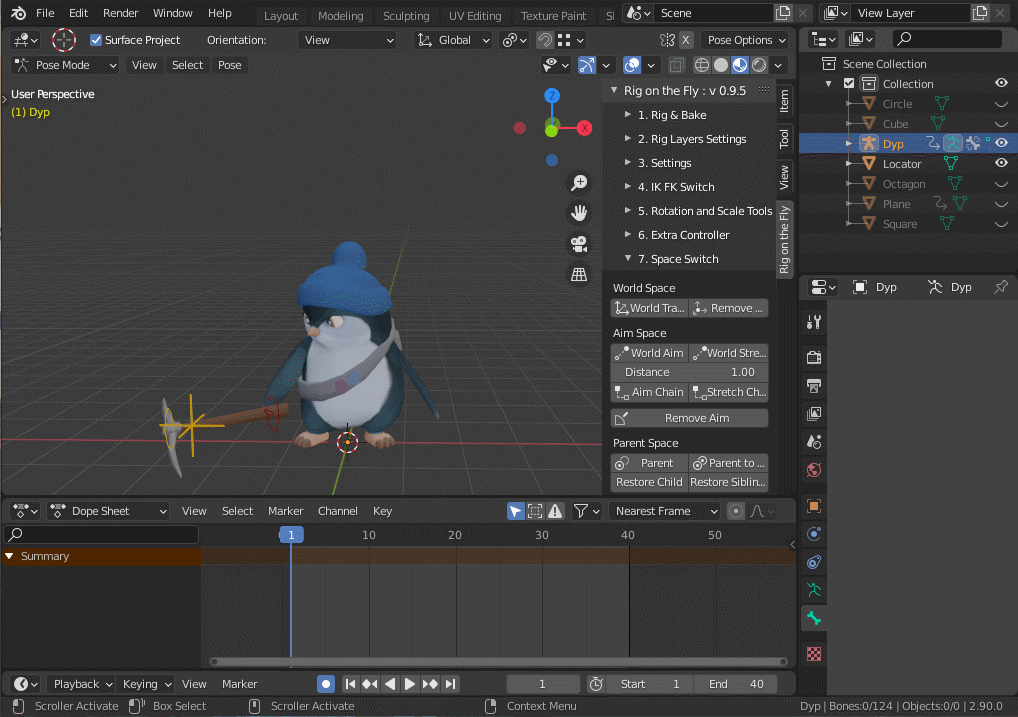 File Edit Render Window Help
Layout Modeling Sculpting UV Editing Texture Paint
Scene
View Layer
Surface Project Orientation: View Global X Pose Options
Pose Mode View Select Pose
User Perspective
(1) Dyp
Z
X
Rig on the Fly : v 0.9.5
1. Rig & Bake
2. Rig Layers Settings
3. Settings
4. IK FK Switch
5. Rotation and Scale Tools
6. Extra Controller
7. Space Switch
World Space
World Tra... Remove ...
Aim Space
World Aim World Stre...
Distance 1.00
Aim Chain Stretch Ch...
Remove Aim
Parent Space
Parent Parent to ...
Restore Child Restore Siblin...
Item
Tool
View
Rig on the Fly
Scene Collection
Collection
Circle
Cube
Dyp
Locator
Octagon
Plane
Square
Dyp Dyp
Dope Sheet View Select Marker Channel Key Nearest Frame
1 10 20 30 40 50
Summary
Playback Keying View Marker 1 Start 1 End 40
Scroller Activate Box Select Scroller Activate Context Menu Dyp | Bones:0/124 | Objects:0/0 | 2.90.0